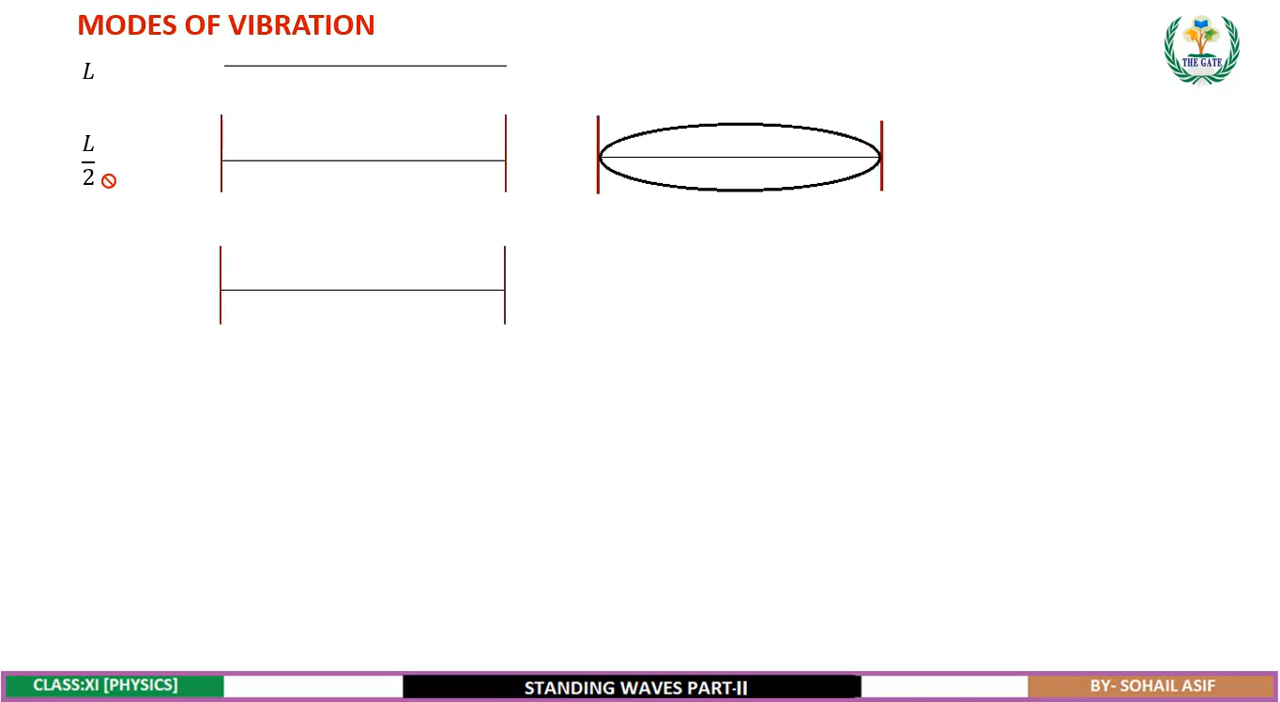 MODES OF VIBRATION
THE GATE
L
L
2
CLASS:XI [PHYSICS]
STANDING WAVES PART-II
BY- SOHAIL ASIF